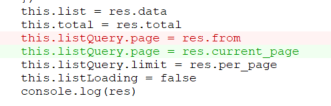 this.list = res.data
this.total = res.total
this.listQuery.page = res.from
this.listQuery.page = res.current_page
this.listQuery.limit = res.per_page
this.listLoading = false
console.log(res)